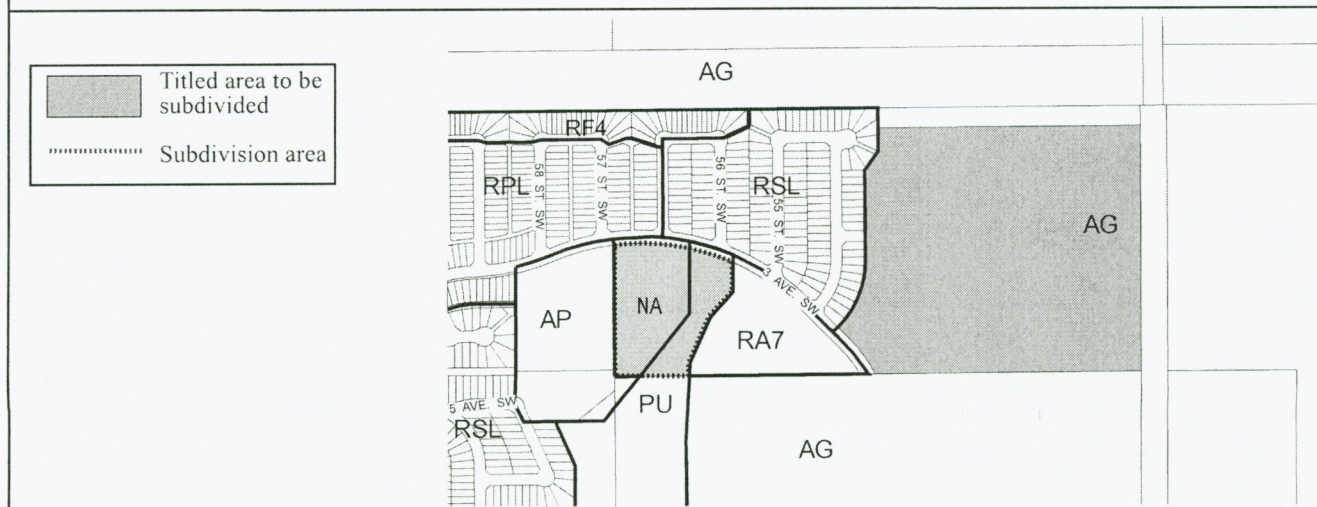 Titled area to be
subdivided
Subdivision area
AG
RF4
RPL
58 ST. SW
57 ST. SW
56 ST. SW
RSL
55 ST. SW
AG
3 AVE. SW
AP
NA
RA7
PU
5 AVE. SW
RSL
AG